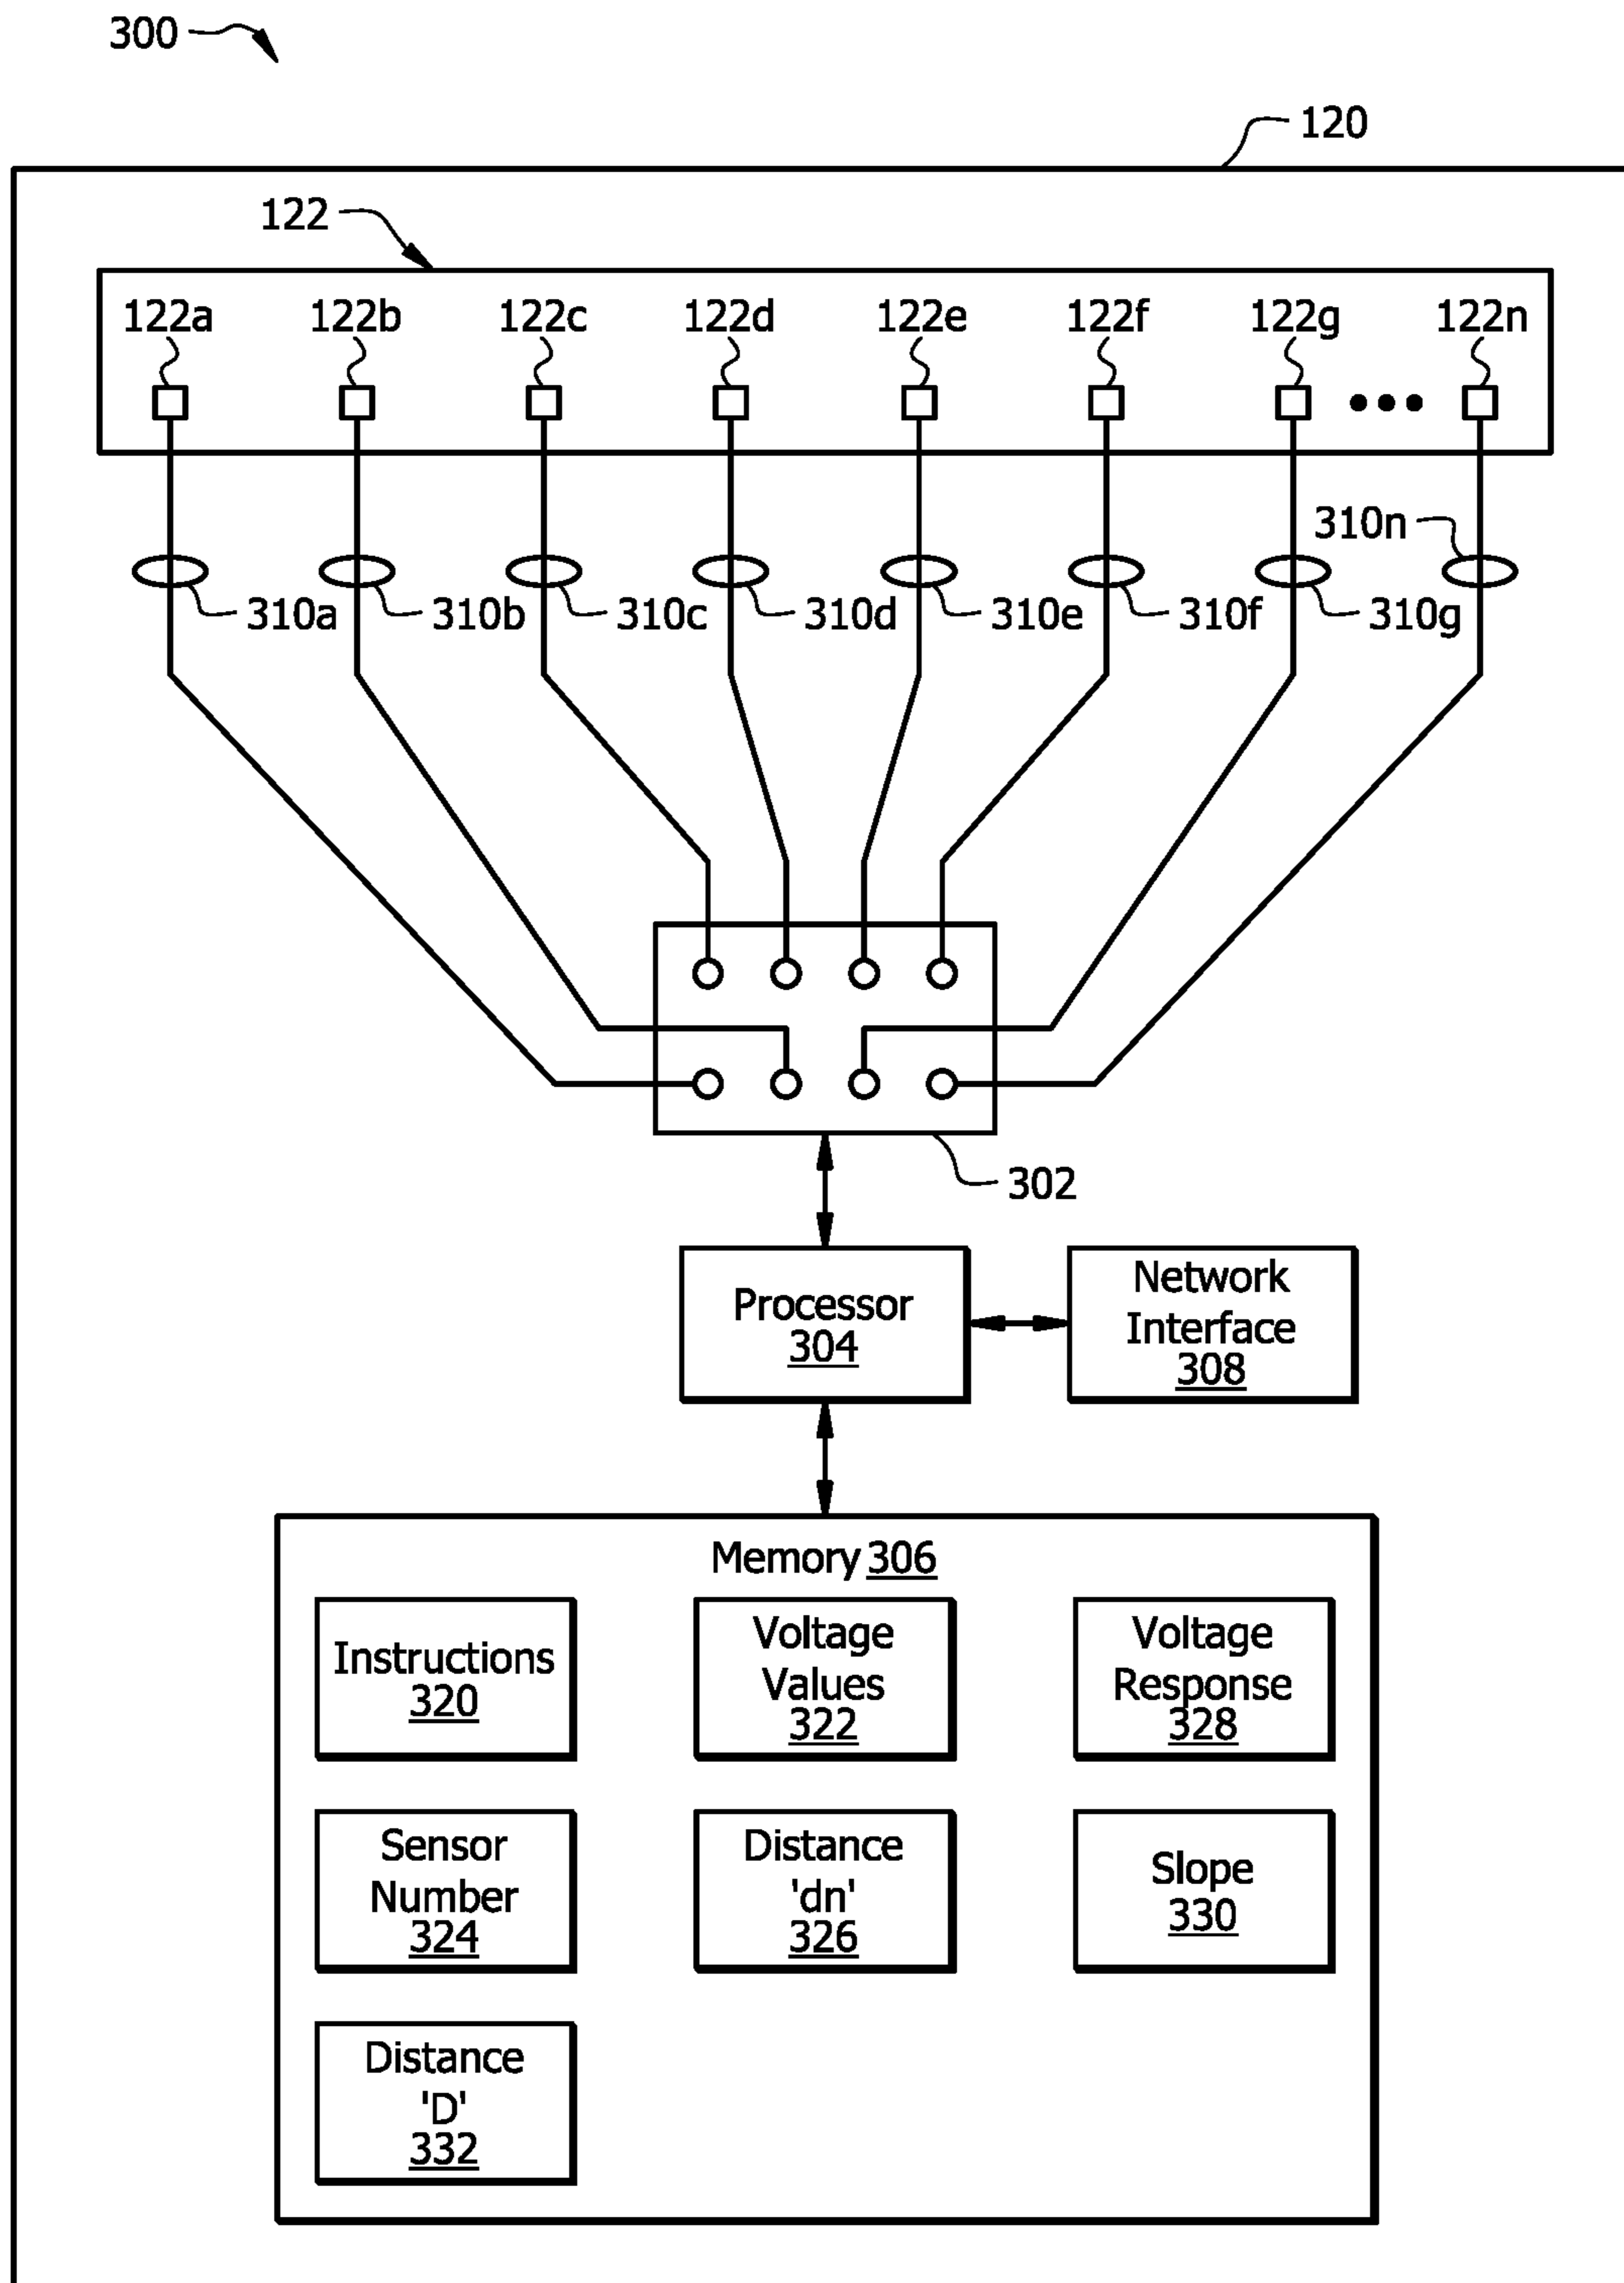 300
120
122
122a 122b 122c 122d 122e 122f 122g 122n
310n
310a 310b 310c 310d 310e 310f 310g
302
Processor
304
Network
Interface
308
Memory 306
Instructions
320
Voltage
Values
322
Voltage
Response
328
Sensor
Number
324
Distance
'dn'
326
Slope
330
Distance
'D'
332